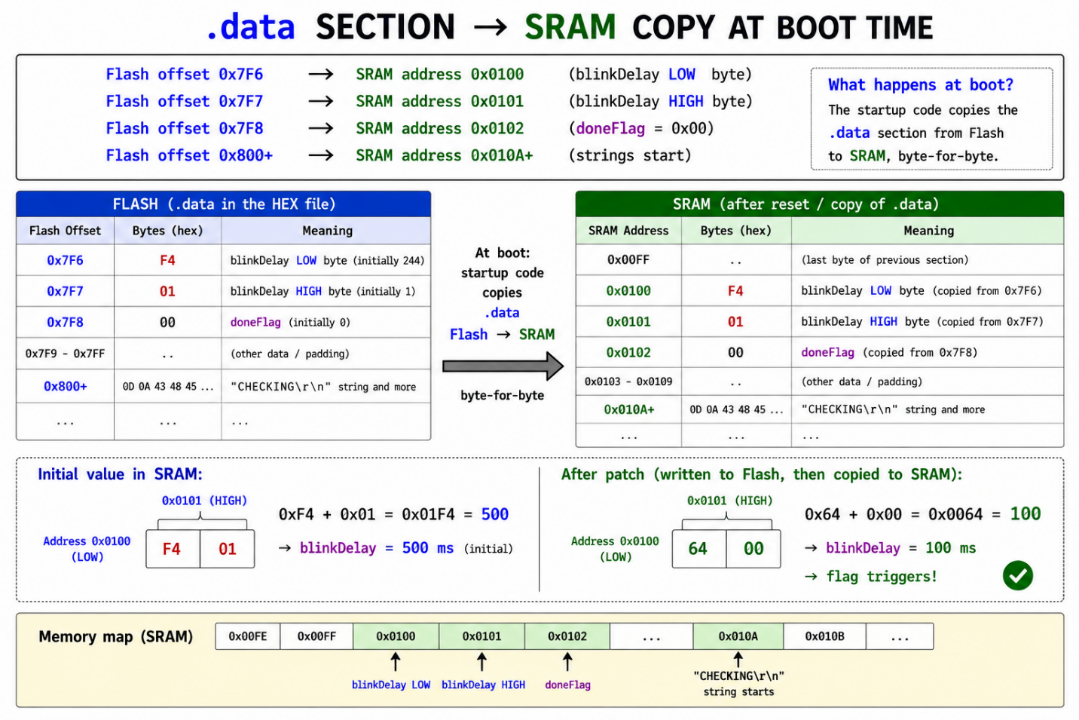 .data SECTION → SRAM COPY AT BOOT TIME
Flash offset 0x7F6 → SRAM address 0x0100 (blinkDelay LOW byte)
Flash offset 0x7F7 → SRAM address 0x0101 (blinkDelay HIGH byte)
Flash offset 0x7F8 → SRAM address 0x0102 (doneFlag = 0x00)
Flash offset 0x800+ → SRAM address 0x010A+ (strings start)
What happens at boot?
The startup code copies the
.data section from Flash
to SRAM, byte-for-byte.
FLASH (.data in the HEX file)
Flash Offset Bytes (hex) Meaning
0x7F6 F4 blinkDelay LOW byte (initially 244)
0x7F7 01 blinkDelay HIGH byte (initially 1)
0x7F8 00 doneFlag (initially 0)
0x7F9 - 0x7FF .. (other data / padding)
0x800+ 0D 0A 43 48 45 ... "CHECKING\r\n" string and more
... ... ...
At boot:
startup code
copies
.data
Flash → SRAM
byte-for-byte
SRAM (after reset / copy of .data)
SRAM Address Bytes (hex) Meaning
0x00FF .. (last byte of previous section)
0x0100 F4 blinkDelay LOW byte (copied from 0x7F6)
0x0101 01 blinkDelay HIGH byte (copied from 0x7F7)
0x0102 00 doneFlag (copied from 0x7F8)
0x0103 - 0x0109 .. (other data / padding)
0x010A+ 0D 0A 43 48 45 ... "CHECKING\r\n" string and more
... ... ...
Initial value in SRAM:
0x0101 (HIGH)
Address 0x0100
(LOW)
F4 01
0xF4 + 0x01 = 0x01F4 = 500
→ blinkDelay = 500 ms (initial)
After patch (written to Flash, then copied to SRAM):
0x0101 (HIGH)
Address 0x0100
(LOW)
64 00
0x64 + 0x00 = 0x0064 = 100
→ blinkDelay = 100 ms
→ flag triggers!
Memory map (SRAM) 0x00FE 0x00FF 0x0100 0x0101 0x0102 ... 0x010A 0x010B ...
blinkDelay LOW blinkDelay HIGH doneFlag "CHECKING\r\n"
string starts